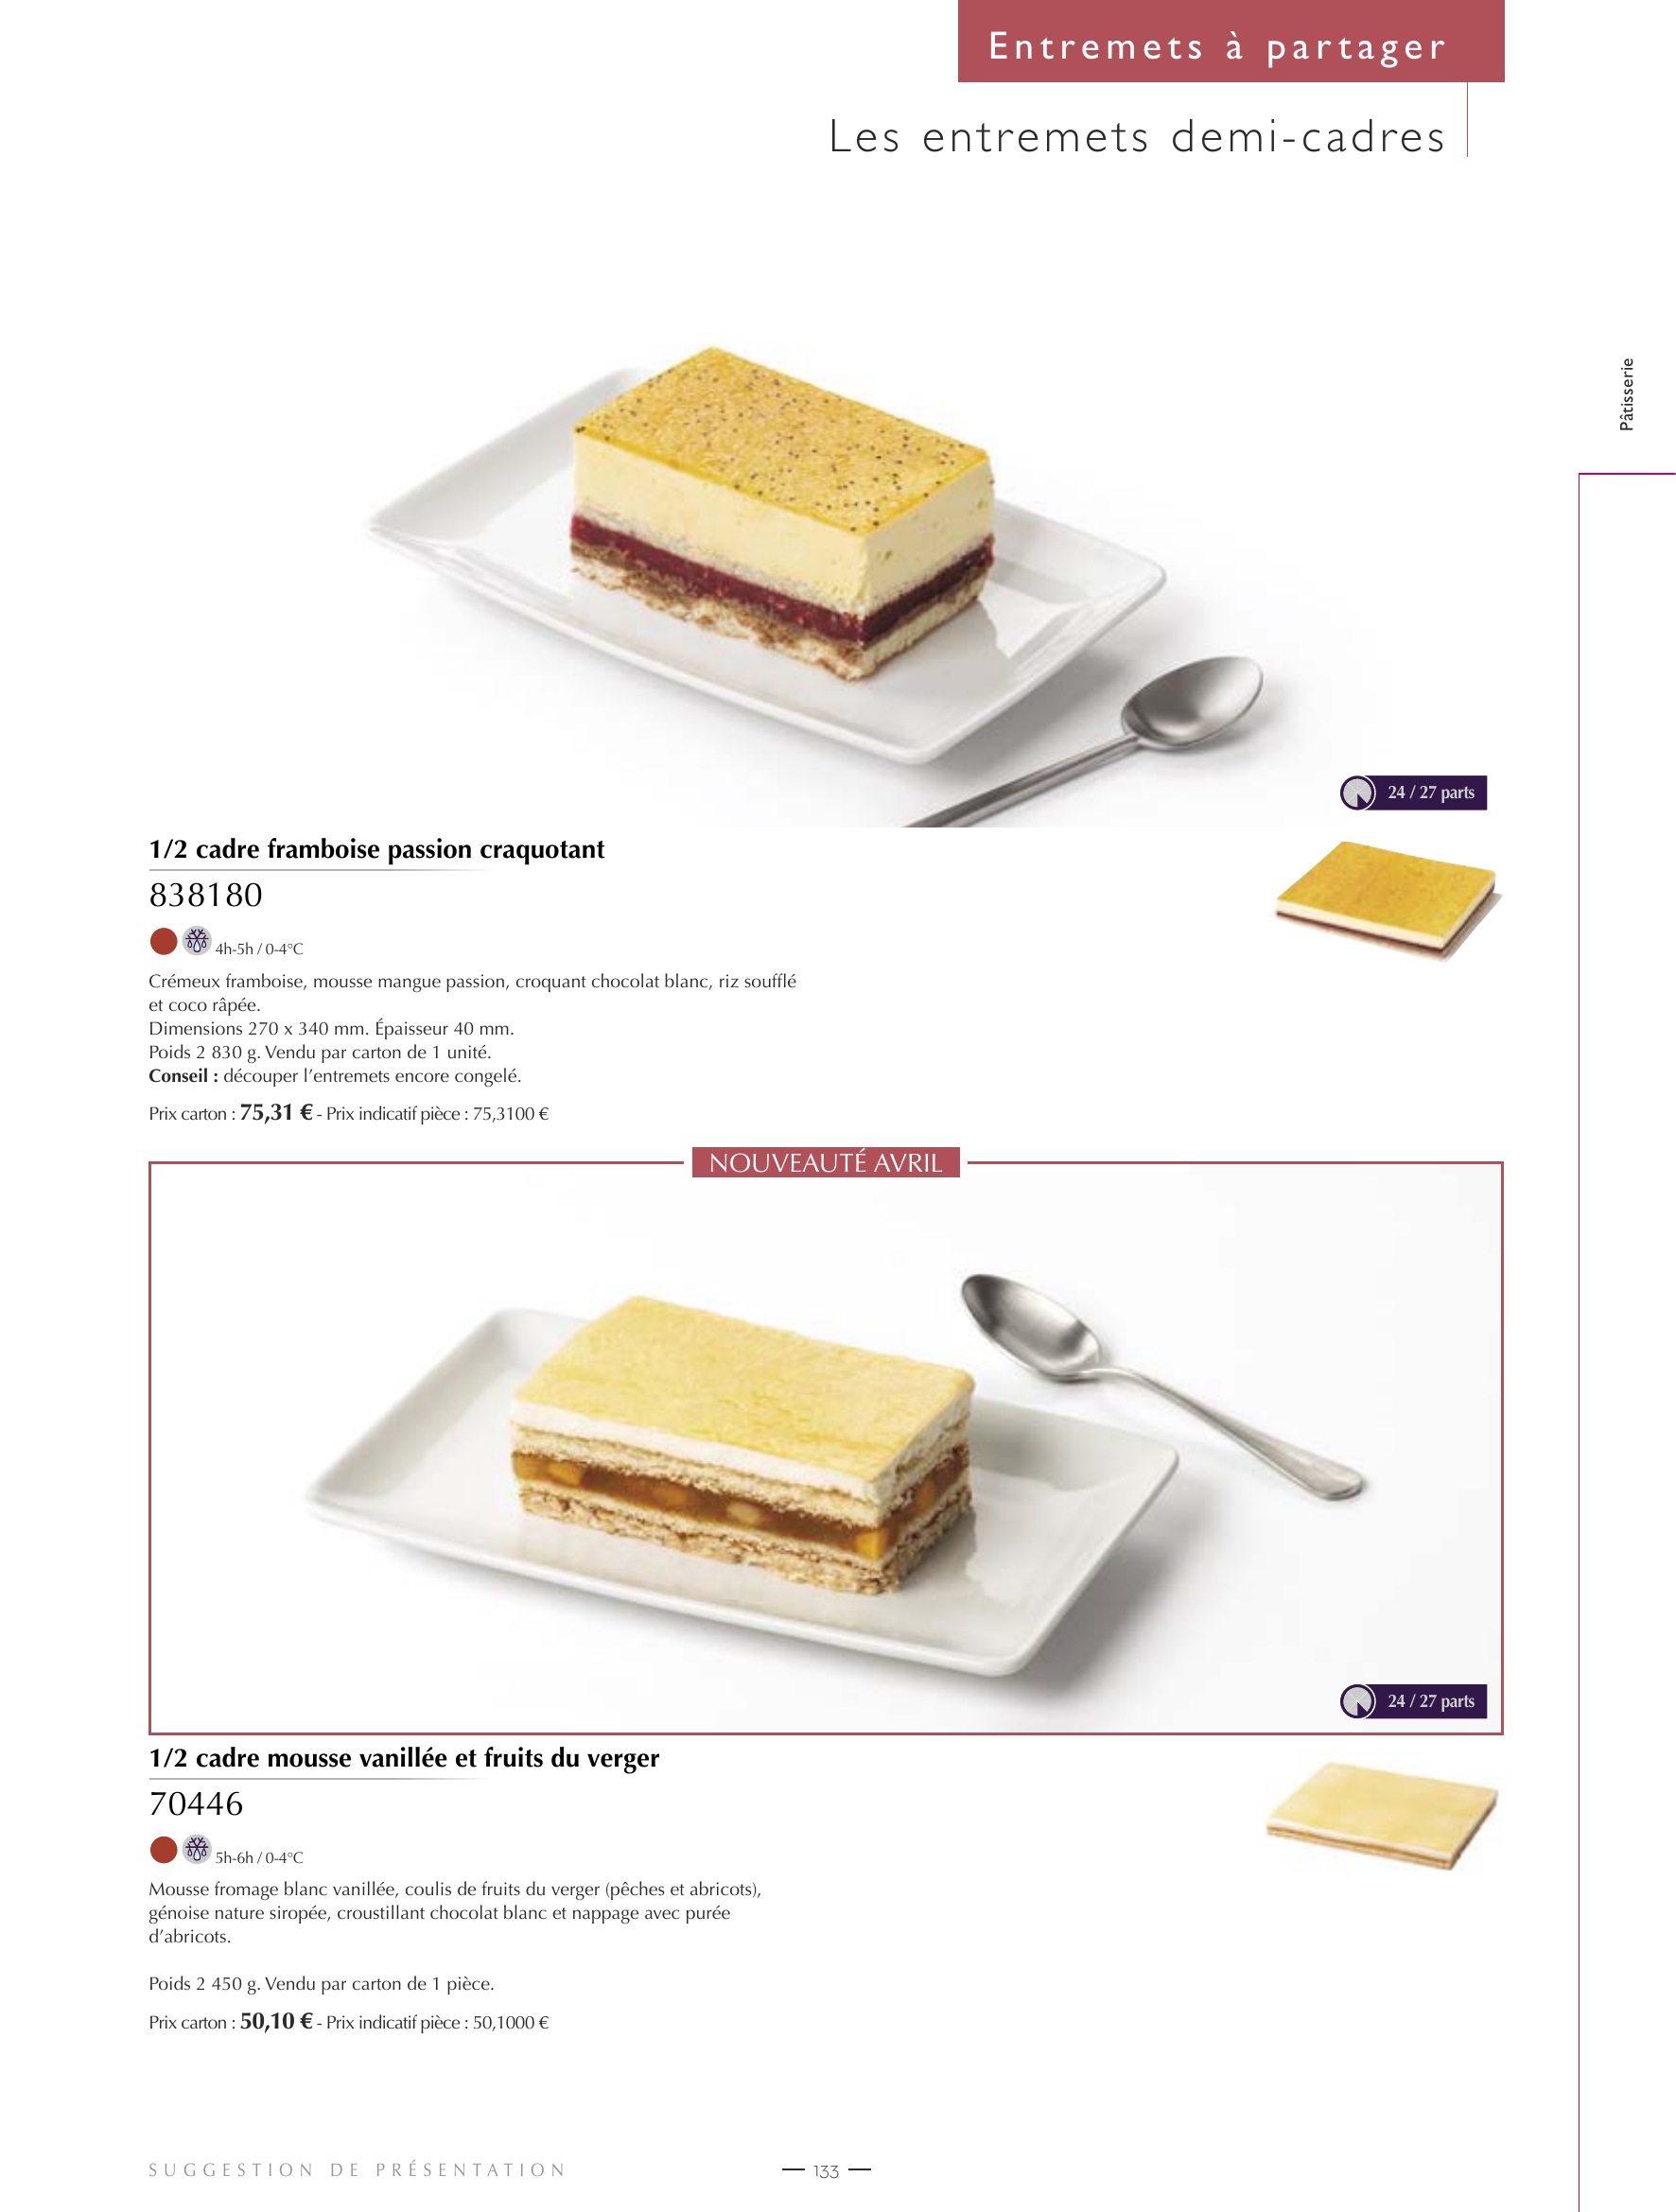 Entremets à partager
Les entremets demi-cadres
Pâtisserie
24 / 27 parts
1/2 cadre framboise passion craquotant
838180
4h-5h / 0-4°C
Crémeux framboise, mousse mangue passion, croquant chocolat blanc, riz soufflé
et coco râpée.
Dimensions 270 x 340 mm. Épaisseur 40 mm.
Poids 2 830 g. Vendu par carton de 1 unité.
Conseil : découper l’entremets encore congelé.
Prix carton : 75,31 € - Prix indicatif pièce : 75,3100 €
NOUVEAUTÉ AVRIL
24 / 27 parts
1/2 cadre mousse vanillée et fruits du verger
70446
5h-6h / 0-4°C
Mousse fromage blanc vanillée, coulis de fruits du verger (pêches et abricots),
génoise nature siropée, croustillant chocolat blanc et nappage avec purée
d’abricots.
Poids 2 450 g. Vendu par carton de 1 pièce.
Prix carton : 50,10 € - Prix indicatif pièce : 50,1000 €
SUGGESTION DE PRÉSENTATION
133